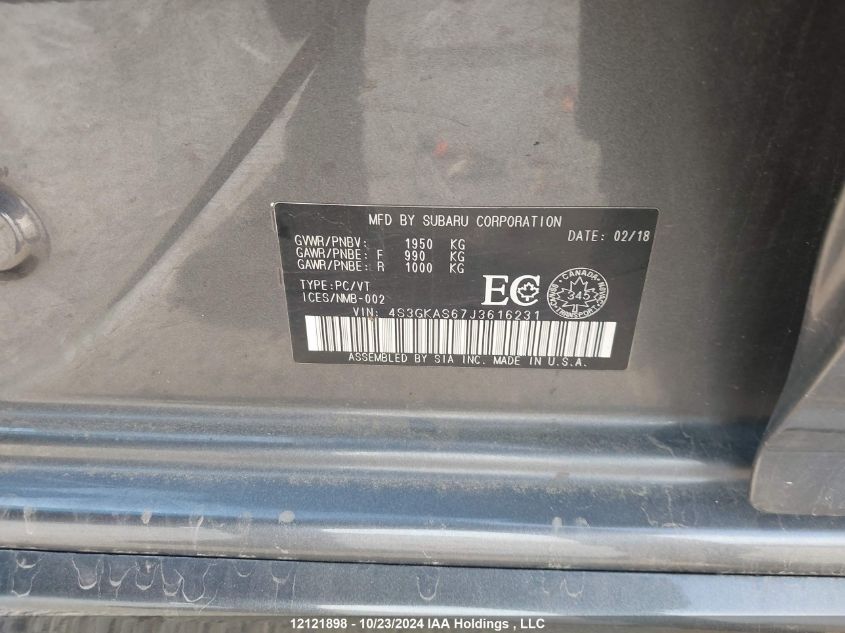 MFD BY SUBARU CORPORATION
DATE: 02/18
GVWR/PNBV: 1950 KG
GAWR/PNBE: F 990 KG
GAWR/PNBE: R 1000 KG
TYPE:PC/VT
ICES/NMB-002
EC
CANADA
345
TRANSPORT
VIN: 4S3GKAS67J3616231
ASSEMBLED BY SIA INC. MADE IN U.S.A.
12121898 - 10/23/2024 IAA Holdings , LLC